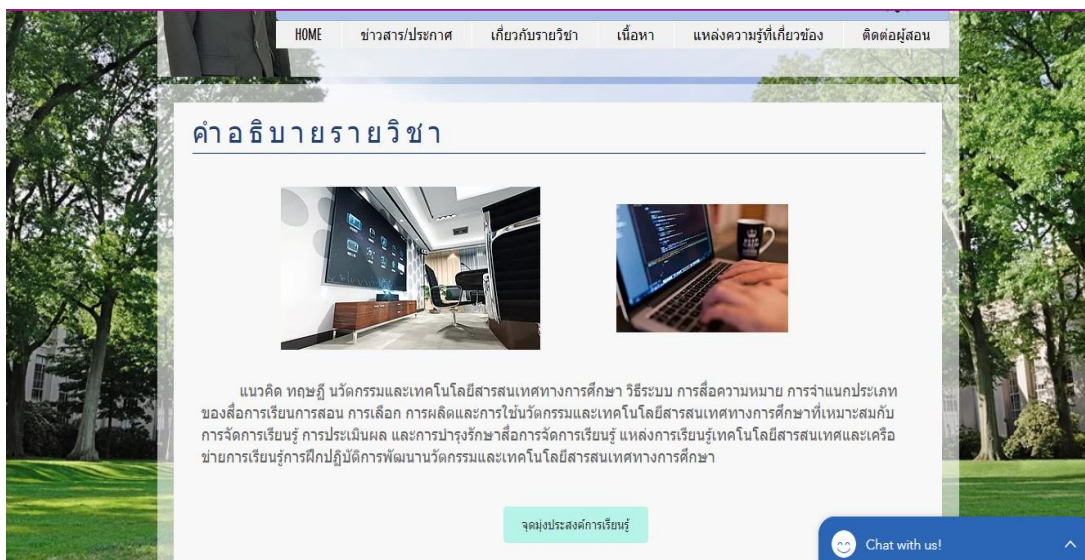 HOME ข่าวสาร/ประกาศ เกี่ยวกับรายวิชา เนื้อหา แหล่งความรู้ที่เกี่ยวข้อง ติดต่อผู้สอน
คำอธิบายรายวิชา
แนวคิด ทฤษฏี นวัตกรรมและเทคโนโลยีสารสนเทศทางการศึกษา วิธีระบบ การสื่อความหมาย การจำแนกประเภท
ของสื่อการเรียนการสอน การเลือก การผลิตและการใช้นวัตกรรมและเทคโนโลยีสารสนเทศทางการศึกษาที่เหมาะสมกับ
การจัดการเรียนรู้ การประเมินผล และการบำรุงรักษาสื่อการจัดการเรียนรู้ แหล่งการเรียนรู้เทคโนโลยีสารสนเทศและเครือ
ข่ายการเรียนรู้การฝึกปฏิบัติการพัฒนานวัตกรรมและเทคโนโลยีสารสนเทศทางการศึกษา
จุดมุ่งประสงค์การเรียนรู้
Chat with us!